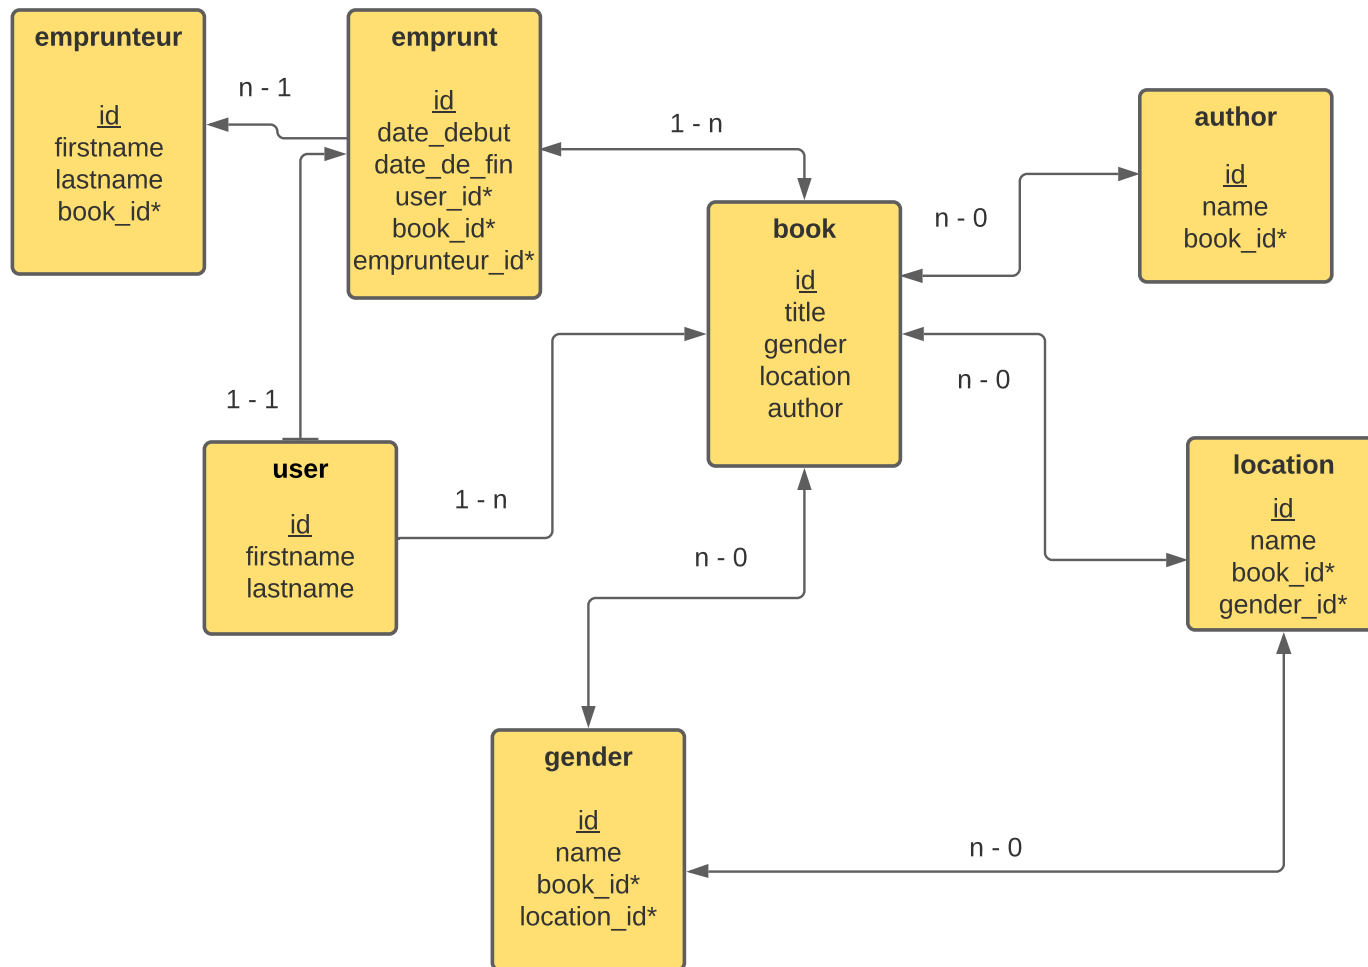 emprunteur
id
firstname
lastname
book_id*
n - 1
emprunt
id
date_debut
date_de_fin
user_id*
book_id*
emprunteur_id*
1 - n
author
id
name
book_id*
n - 0
book
id
title
gender
location
author
n - 0
1 - 1
user
id
firstname
lastname
1 - n
location
id
name
book_id*
gender_id*
n - 0
gender
id
name
book_id*
location_id*
n - 0